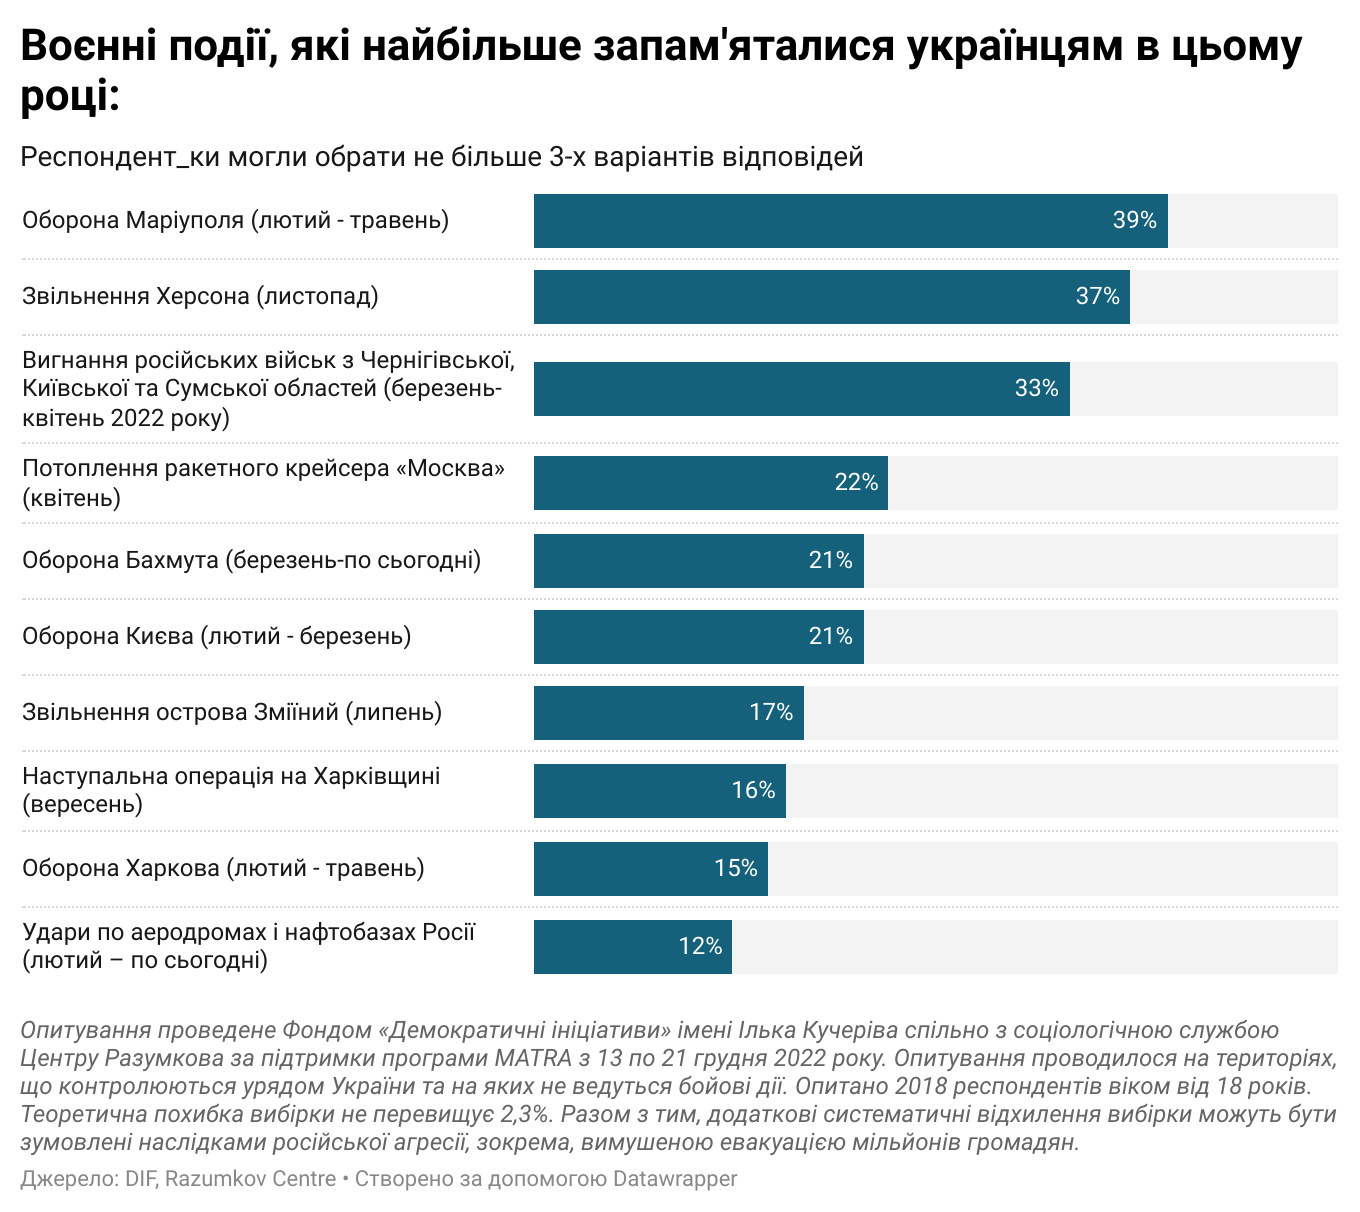 Воєнні події, які найбільше запам'яталися українцям в цьому
році:
Респондент_ки могли обрати не більше 3-х варіантів відповідей
Оборона Маріуполя (лютий - травень)
39%
Звільнення Херсона (листопад)
37%
Вигнання російських військ з Чернігівської,
Київської та Сумської областей (березень-
квітень 2022 року)
33%
Потоплення ракетного крейсера «Москва»
(квітень)
22%
Оборона Бахмута (березень-по сьогодні)
21%
Оборона Києва (лютий - березень)
21%
Звільнення острова Зміїний (липень)
17%
Наступальна операція на Харківщині
(вересень)
16%
Оборона Харкова (лютий - травень)
15%
Удари по аеродромах і нафтобазах Росії
(лютий – по сьогодні)
12%
Опитування проведене Фондом «Демократичні ініціативи» імені Ілька Кучеріва спільно з соціологічною службою
Центру Разумкова за підтримки програми MATRA з 13 по 21 грудня 2022 року. Опитування проводилося на територіях,
що контролюються урядом України та на яких не ведуться бойові дії. Опитано 2018 респондентів віком від 18 років.
Теоретична похибка вибірки не перевищує 2,3%. Разом з тим, додаткові систематичні відхилення вибірки можуть бути
зумовлені наслідками російської агресії, зокрема, вимушеною евакуацією мільйонів громадян.
Джерело: DIF, Razumkov Centre • Створено за допомогою Datawrapper